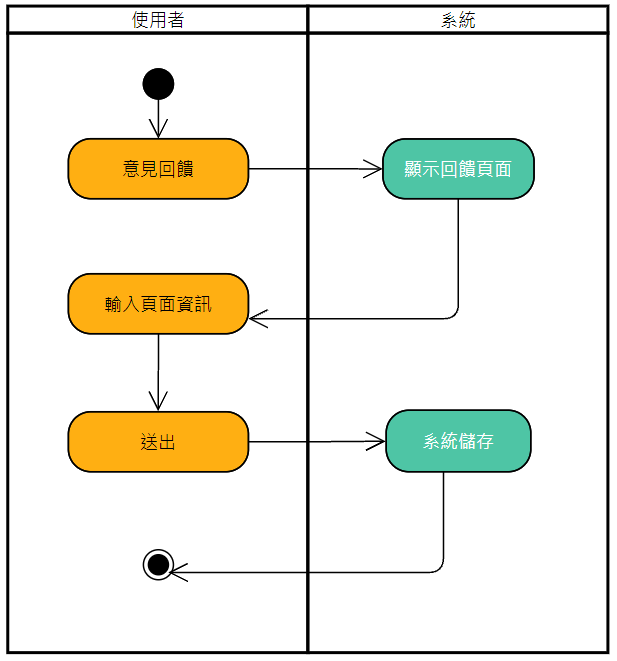 使用者
系統
意見回饋
顯示回饋頁面
輸入頁面資訊
送出
系統儲存